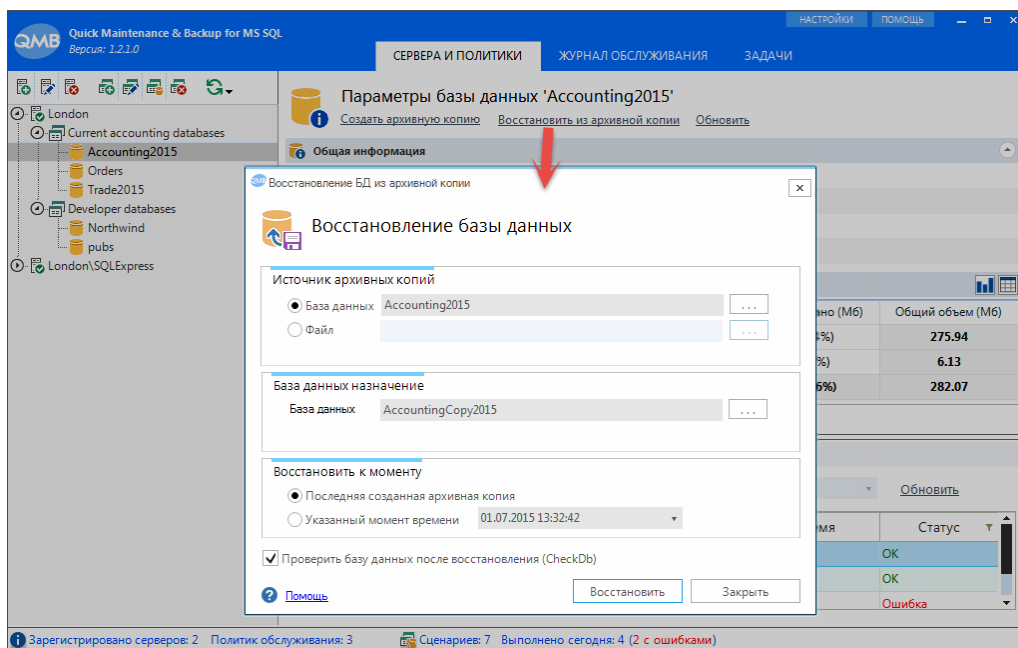 НАСТРОЙКИ ПОМОЩЬ
QMB Quick Maintenance & Backup for MS SQL
Версия: 1.2.1.0
СЕРВЕРА И ПОЛИТИКИ ЖУРНАЛ ОБСЛУЖИВАНИЯ ЗАДАЧИ
London
Current accounting databases
Accounting2015
Orders
Trade2015
Developer databases
Northwind
pubs
London\SQLExpress
Параметры базы данных 'Accounting2015'
Создать архивную копию Восстановить из архивной копии Обновить
Общая информация
QMB Восстановление БД из архивной копии
Восстановление базы данных
Источник архивных копий
База данных Accounting2015 ...
Файл ...
База данных назначение
База данных AccountingCopy2015 ...
Восстановить к моменту
Последняя созданная архивная копия
Указанный момент времени 01.07.2015 13:32:42
Проверить базу данных после восстановления (CheckDb)
Помощь Восстановить Закрыть
(Мб) Общий объем (Мб)
%) 275.94
%) 6.13
6%) 282.07
Обновить
Статус
OK
OK
Ошибка
Зарегистрировано серверов: 2 Политик обслуживания: 3 Сценариев: 7 Выполнено сегодня: 4 (2 с ошибками)